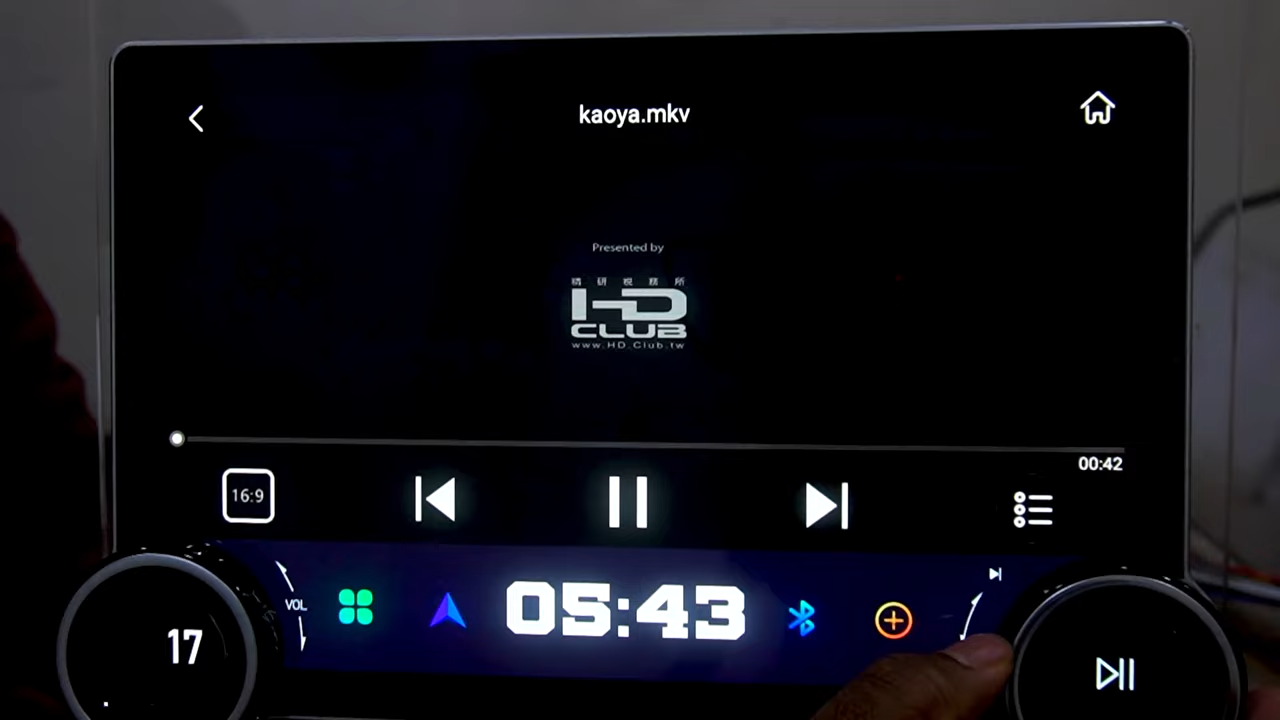 kaoya.mkv
Presented by
精研視務所
HD
CLUB
www.HD.Club.tw
00:42
16:9
VOL
05:43
17